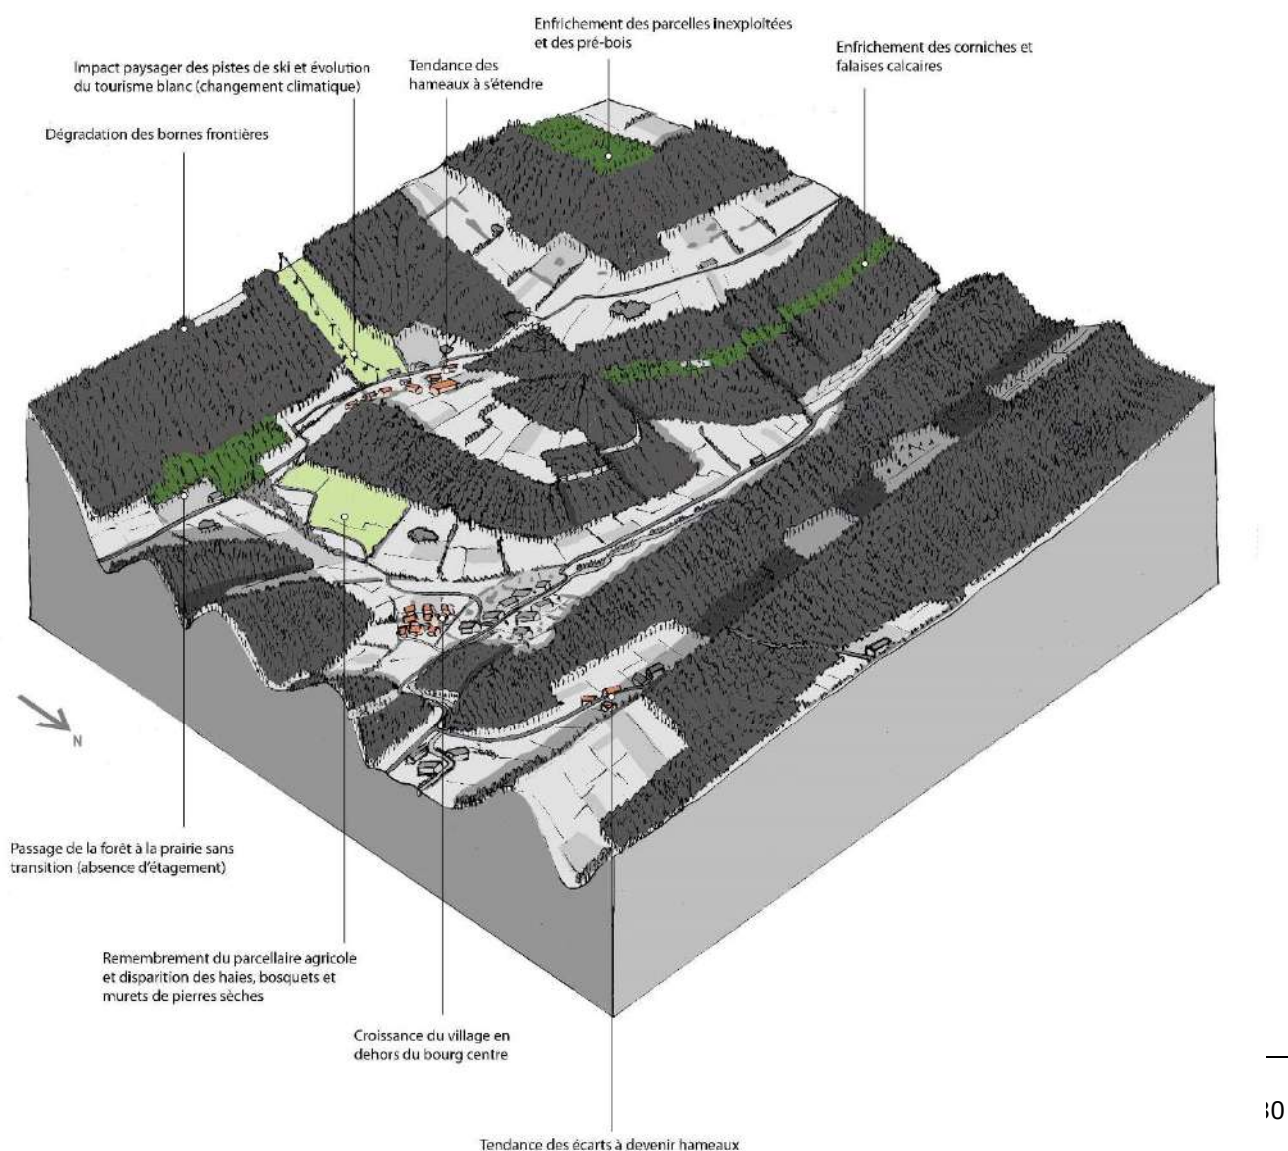 Enfrichement des parcelles inexploitées
et des pré-bois
Enfrichement des corniches et
falaises calcaires
Impact paysager des pistes de ski et évolution
du tourisme blanc (changement climatique)
Tendance des
hameaux à s'étendre
Dégradation des bornes frontières
N
Passage de la forêt à la prairie sans
transition (absence d'étagement)
Remembrement du parcellaire agricole
et disparition des haies, bosquets et
murets de pierres sèches
Croissance du village en
dehors du bourg centre
Tendance des écarts à devenir hameaux